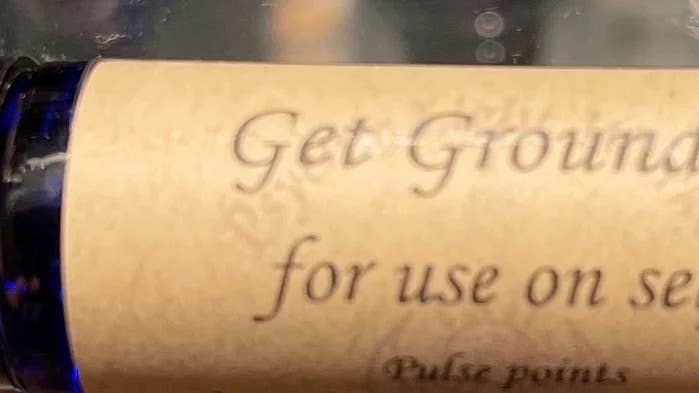 Get Ground
for use on se
Pulse points